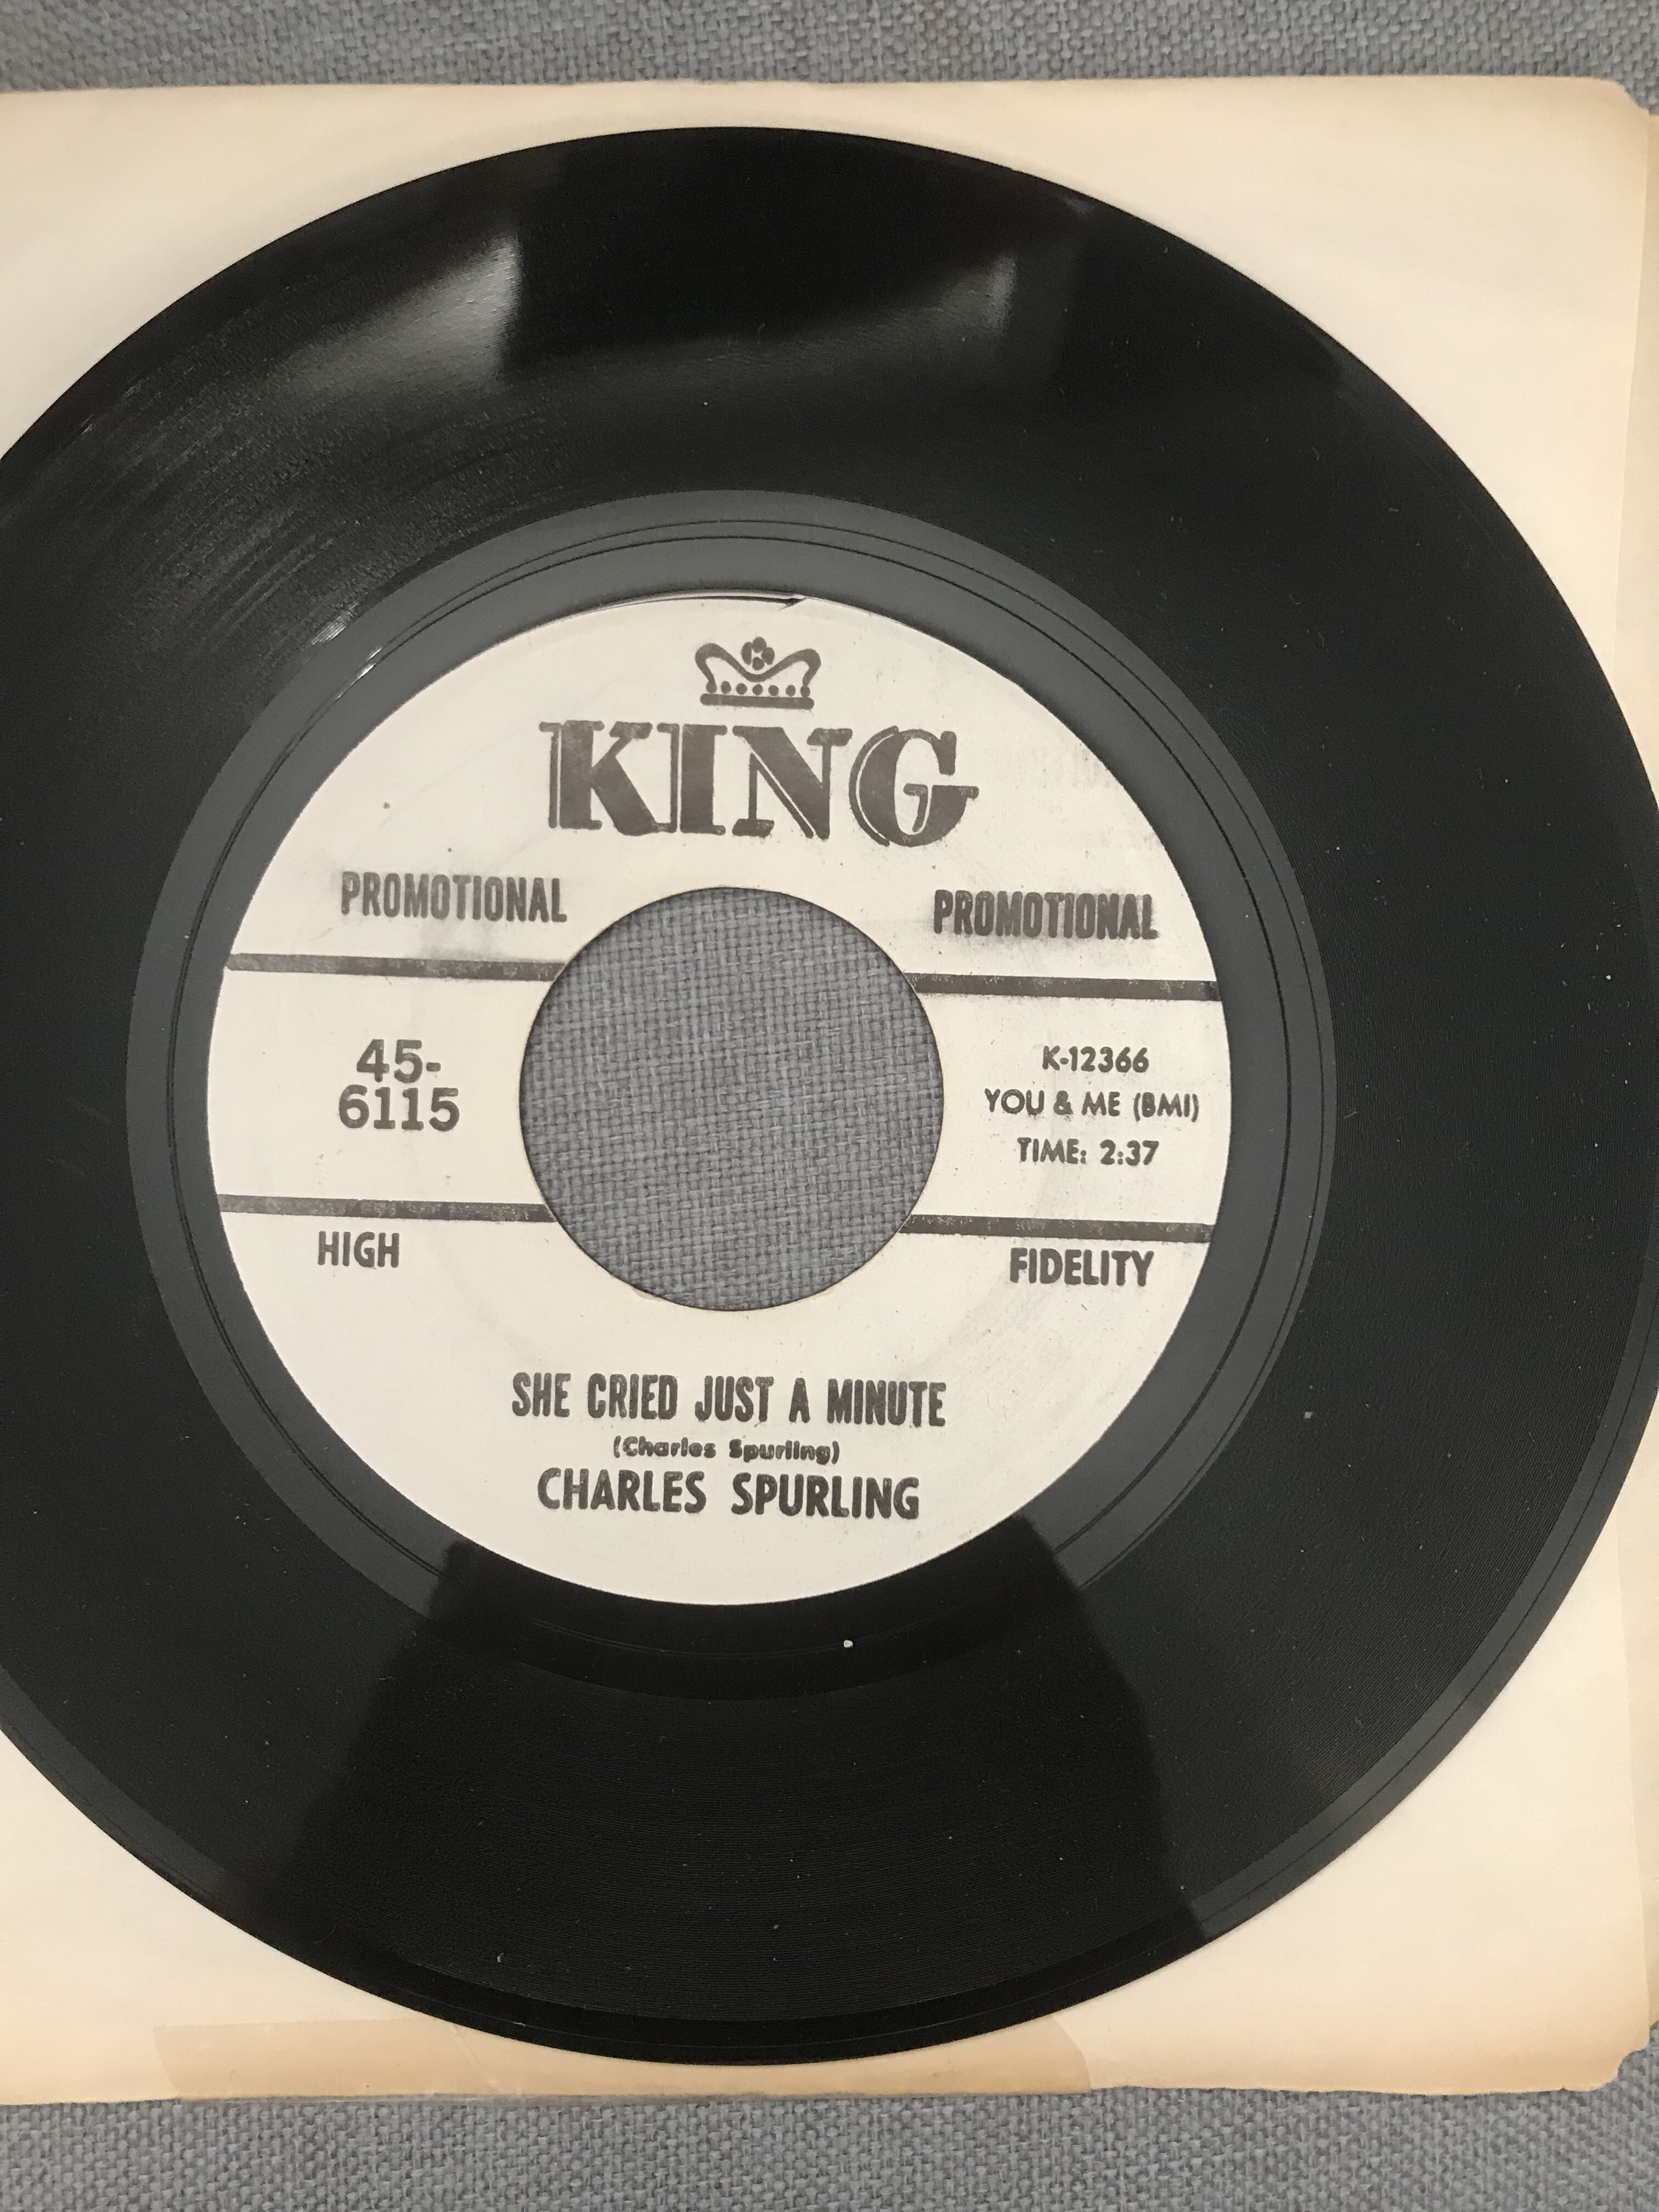 KING
PROMOTIONAL PROMOTIONAL
45-
6115
K-12366
YOU & ME (BMI)
TIME: 2:37
HIGH FIDELITY
SHE CRIED JUST A MINUTE
(Charles Spurling)
CHARLES SPURLING